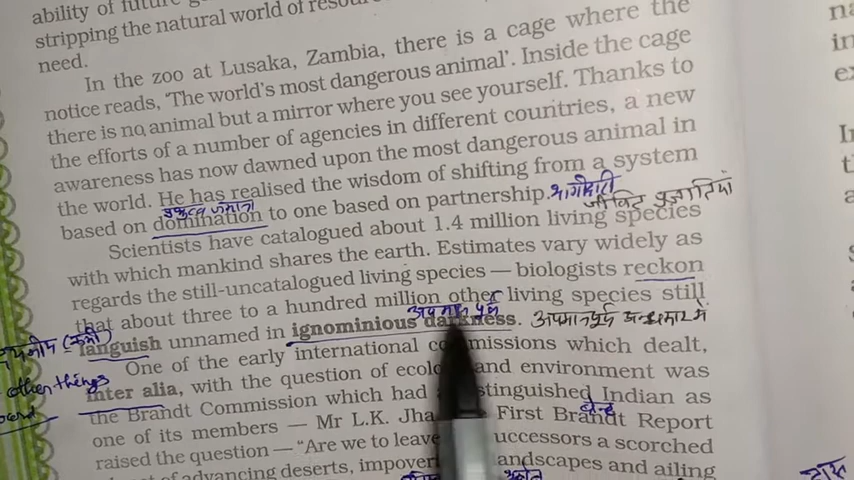 ability of future
stripping the natural world of
need.
In the zoo at Lusaka, Zambia, there is a cage where the
notice reads, 'The world's most dangerous animal'. Inside the cage
there is no animal but a mirror where you see yourself. Thanks to
the efforts of a number of agencies in different countries, a new
awareness has now dawned upon the most dangerous animal in
the world. He has realised the wisdom of shifting from a system
based on domination to one based on partnership. भागीदारी
जीवित प्रजातियाँ
Scientists have catalogued about 1.4 million living species
with which mankind shares the earth. Estimates vary widely as
regards the still-uncatalogued living species — biologists reckon
that about three to a hundred million other living species still
languish unnamed in ignominious darkness. अपमानपूर्ण अन्धकार में
One of the early international commissions which dealt,
other things
inter alia, with the question of and environment was
the Brandt Commission which had Indian as
one of its members — Mr L.K. Jha First Brandt Report
raised the question — "Are we to leave successors a scorched
of advancing deserts, landscapes and ailing